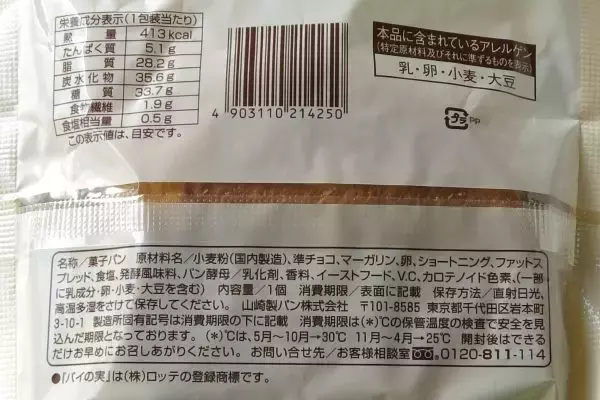 栄養成分表示(1包装当たり)
熱量 413kcal
たんぱく質 5.1g
脂質 28.2g
炭水化物 35.6g
糖質 33.7g
食物繊維 1.9g
食塩相当量 0.5g
この表示値は、目安です。
4 903110 214250
本品に含まれているアレルゲン
(特定原材料及びそれに準ずるものを表示)
乳・卵・小麦・大豆
プラ PP
名称/菓子パン 原材料名/小麦粉(国内製造)、準チョコ、マーガリン、卵、ショートニング、ファットス
プレッド、食塩、発酵風味料、パン酵母/乳化剤、香料、イーストフード、V.C、カロテノイド色素、(一部
に乳成分・卵・小麦・大豆を含む) 内容量/1個 消費期限/表面に記載 保存方法/直射日光、
高温多湿をさけて保存してください。 山崎製パン株式会社 〒101-8585 東京都千代田区岩本町
3-10-1 製造所固有記号は消費期限の下に記載 消費期限は(*)℃の保管温度の検査で安全を見
込んだ期限となっております。 (*)℃は、5月~10月→30℃ 11月~4月→25℃ 開封後はできる
だけお早めにお召しあがりください。 お問い合せ先/お客様相談室 0120-811-114
●「パイの実」は(株)ロッテの登録商標です。